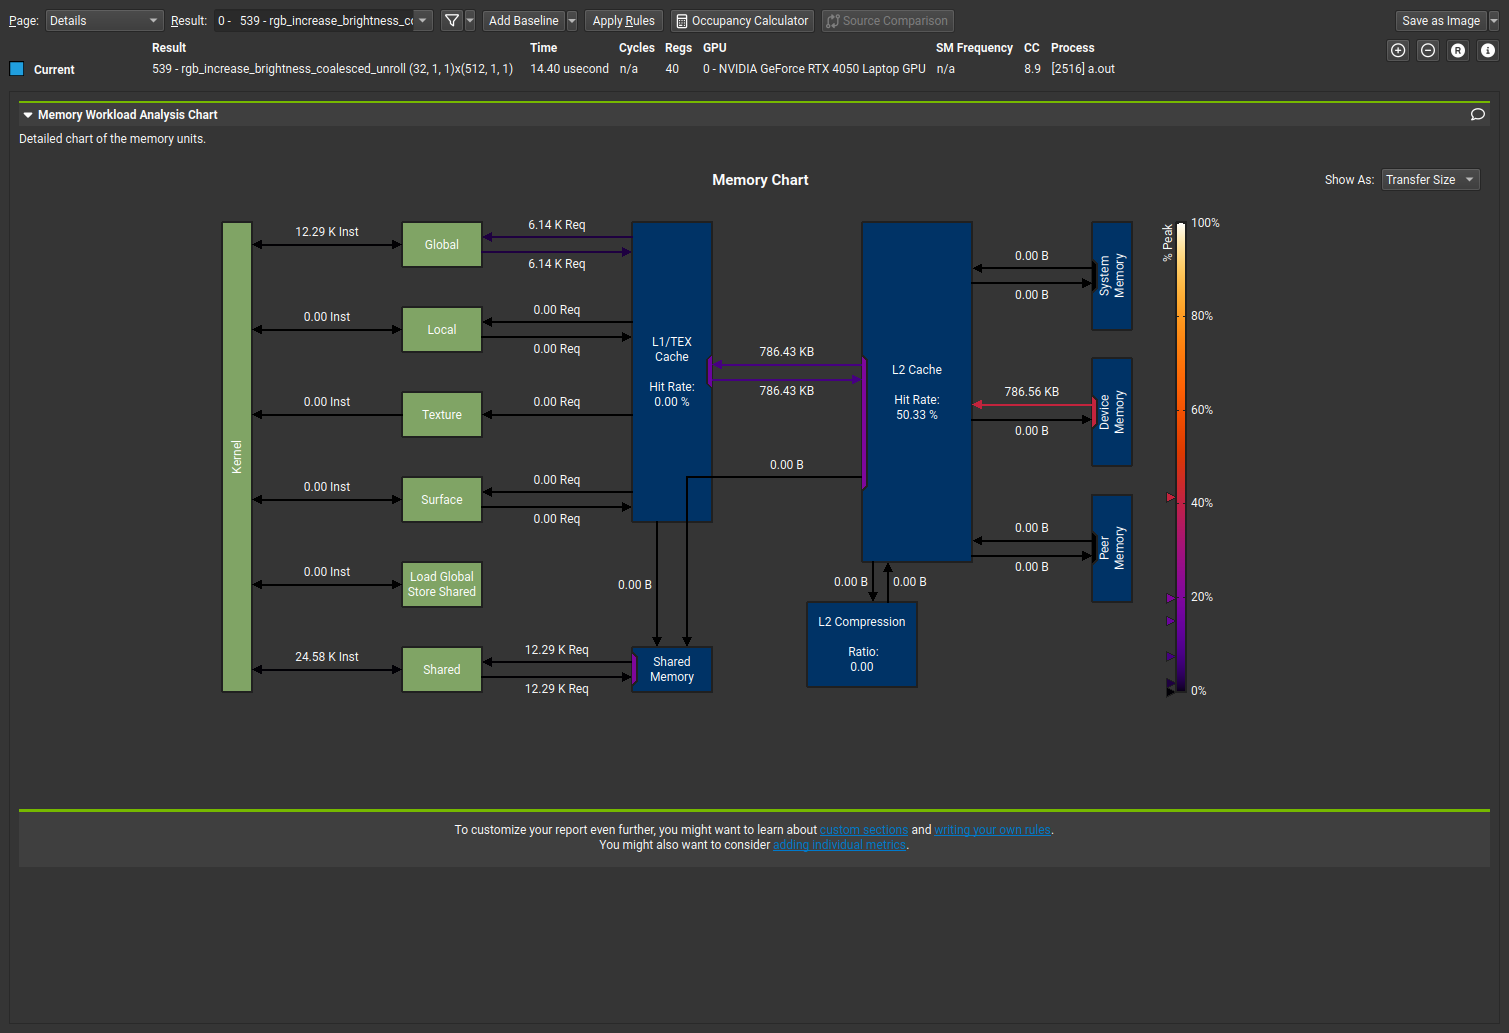 Page: Details Result: 0 - 539 - rgb_increase_brightness_co Add Baseline Apply Rules Occupancy Calculator Source Comparison Save as Image
Result Time Cycles Regs GPU SM Frequency CC Process
Current 539 - rgb_increase_brightness_coalesced_unroll (32, 1, 1)x(512, 1, 1) 14.40 usecond n/a 40 0 - NVIDIA GeForce RTX 4050 Laptop GPU n/a 8.9 [2516] a.out
R i
Memory Workload Analysis Chart
Detailed chart of the memory units.
Memory Chart
Show As: Transfer Size
Kernel
12.29 K Inst
Global
6.14 K Req
6.14 K Req
0.00 Inst
Local
0.00 Req
0.00 Req
0.00 Inst
Texture
0.00 Req
0.00 Inst
Surface
0.00 Req
0.00 Req
0.00 Inst
Load Global
Store Shared
24.58 K Inst
Shared
12.29 K Req
12.29 K Req
L1/TEX
Cache
Hit Rate:
0.00 %
0.00 B
Shared
Memory
786.43 KB
786.43 KB
0.00 B
L2 Cache
Hit Rate:
50.33 %
0.00 B
0.00 B
L2 Compression
Ratio:
0.00
0.00 B
0.00 B
System
Memory
786.56 KB
0.00 B
Device
Memory
0.00 B
0.00 B
Peer
Memory
% Peak
100%
80%
60%
40%
20%
0%
To customize your report even further, you might want to learn about custom sections and writing your own rules.
You might also want to consider adding individual metrics.